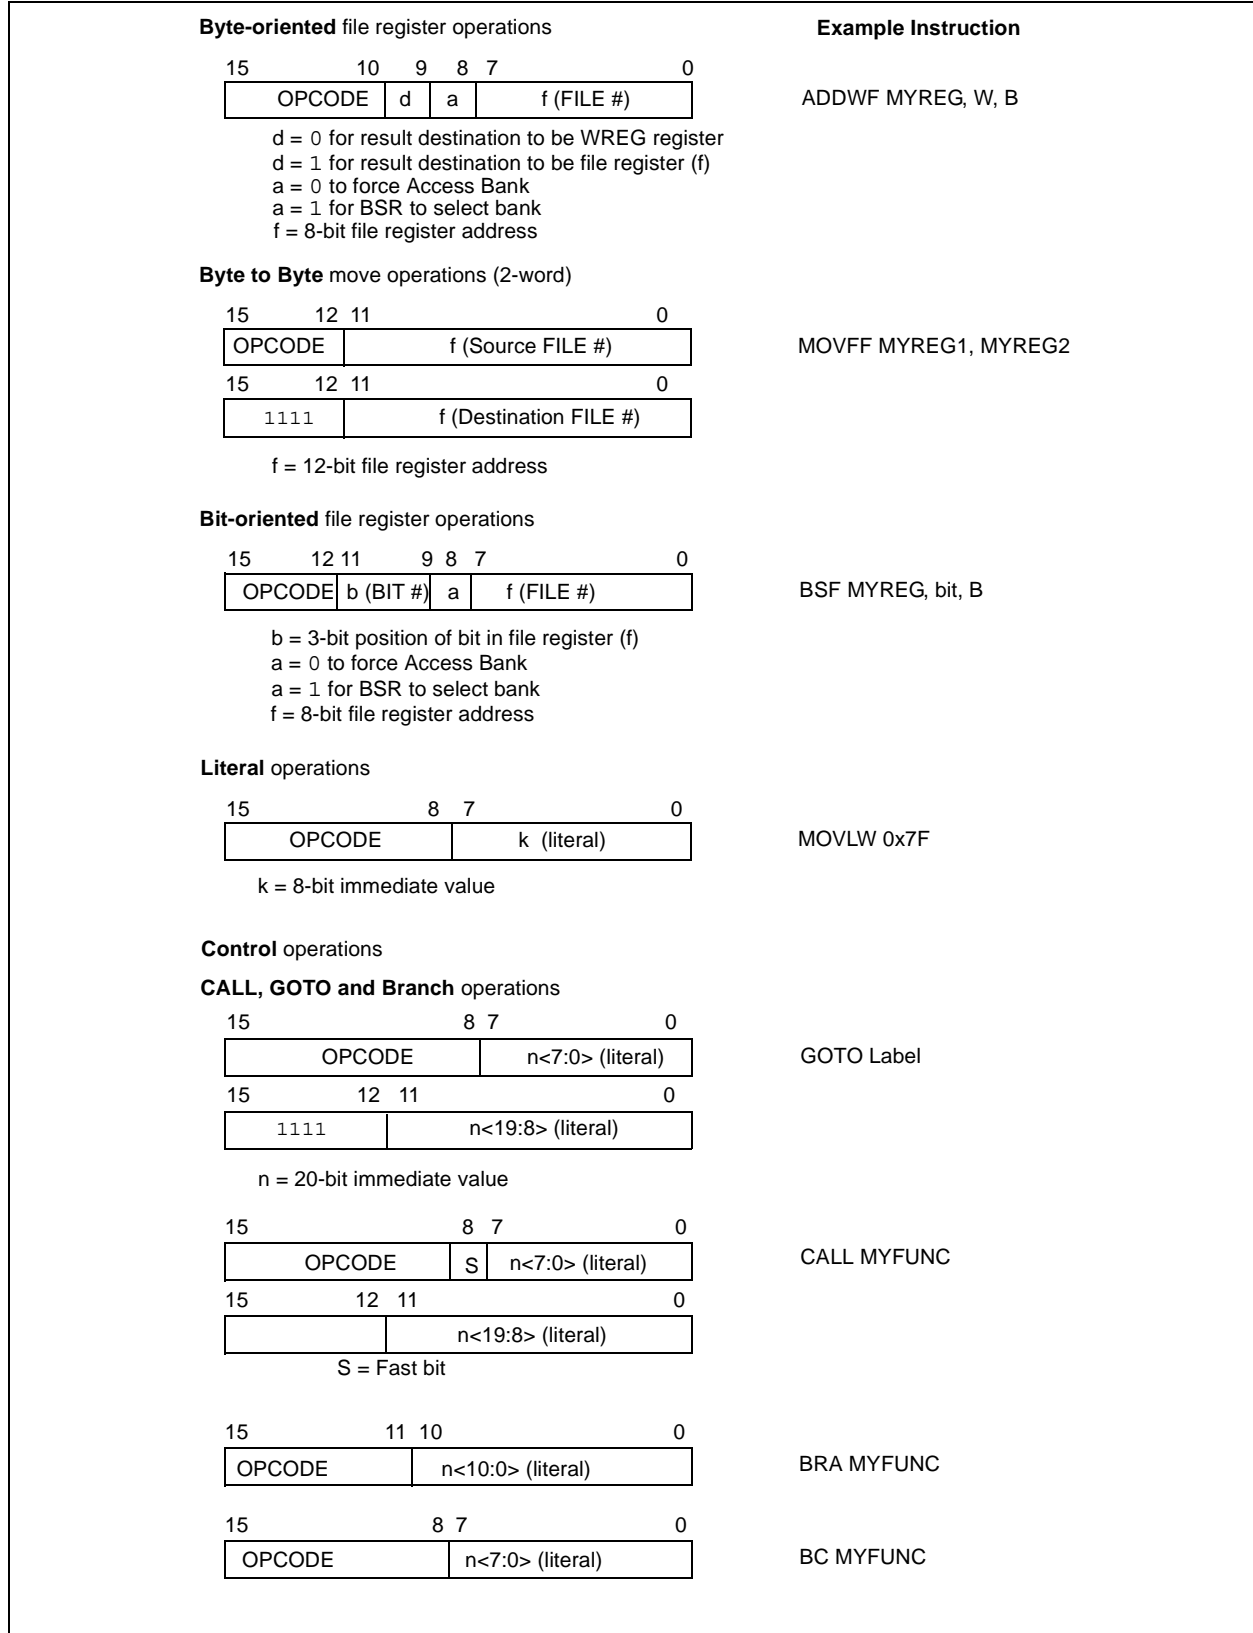 Byte-oriented file register operations Example Instruction
15 10 9 8 7 0
OPCODE d a f (FILE #) ADDWF MYREG, W, B
d = 0 for result destination to be WREG register
d = 1 for result destination to be file register (f)
a = 0 to force Access Bank
a = 1 for BSR to select bank
f = 8-bit file register address
Byte to Byte move operations (2-word)
15 12 11 0
OPCODE f (Source FILE #) MOVFF MYREG1, MYREG2
15 12 11 0
1111 f (Destination FILE #)
f = 12-bit file register address
Bit-oriented file register operations
15 12 11 9 8 7 0
OPCODE b (BIT #) a f (FILE #) BSF MYREG, bit, B
b = 3-bit position of bit in file register (f)
a = 0 to force Access Bank
a = 1 for BSR to select bank
f = 8-bit file register address
Literal operations
15 8 7 0
OPCODE k (literal) MOVLW 0x7F
k = 8-bit immediate value
Control operations
CALL, GOTO and Branch operations
15 8 7 0
OPCODE n<7:0> (literal) GOTO Label
15 12 11 0
1111 n<19:8> (literal)
n = 20-bit immediate value
15 8 7 0
OPCODE S n<7:0> (literal) CALL MYFUNC
15 12 11 0
n<19:8> (literal)
S = Fast bit
15 11 10 0
OPCODE n<10:0> (literal) BRA MYFUNC
15 8 7 0
OPCODE n<7:0> (literal) BC MYFUNC